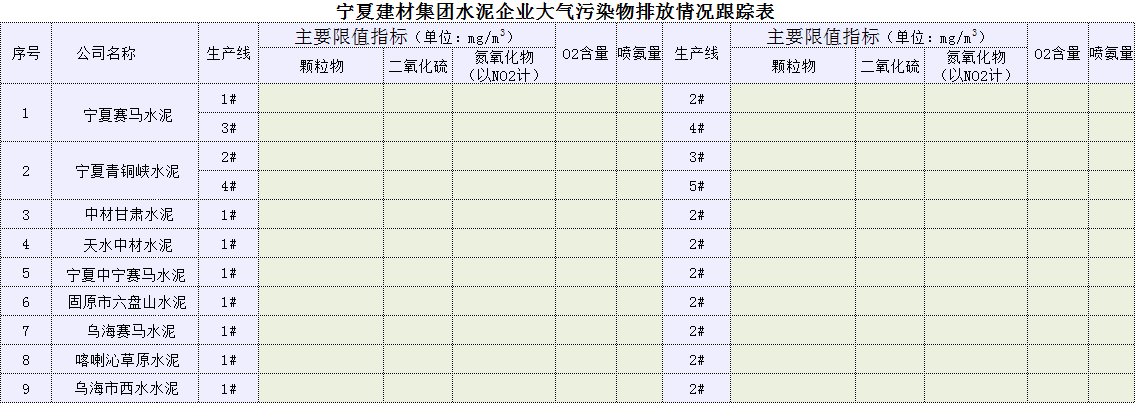 宁夏建材集团水泥企业大气污染物排放情况跟踪表
序号 公司名称 生产线 主要限值指标（单位：mg/m³） O2含量 喷氨量 生产线 主要限值指标（单位：mg/m³） O2含量 喷氨量
颗粒物 二氧化硫 氮氧化物 颗粒物 二氧化硫 氮氧化物
（以NO2计） （以NO2计）
1 宁夏赛马水泥 1# 2#
3# 4#
2 宁夏青铜峡水泥 2# 3#
4# 5#
3 中材甘肃水泥 1# 2#
4 天水中材水泥 1# 2#
5 宁夏中宁赛马水泥 1# 2#
6 固原市六盘山水泥 1# 2#
7 乌海赛马水泥 1# 2#
8 喀喇沁草原水泥 1# 2#
9 乌海市西水水泥 1# 2#